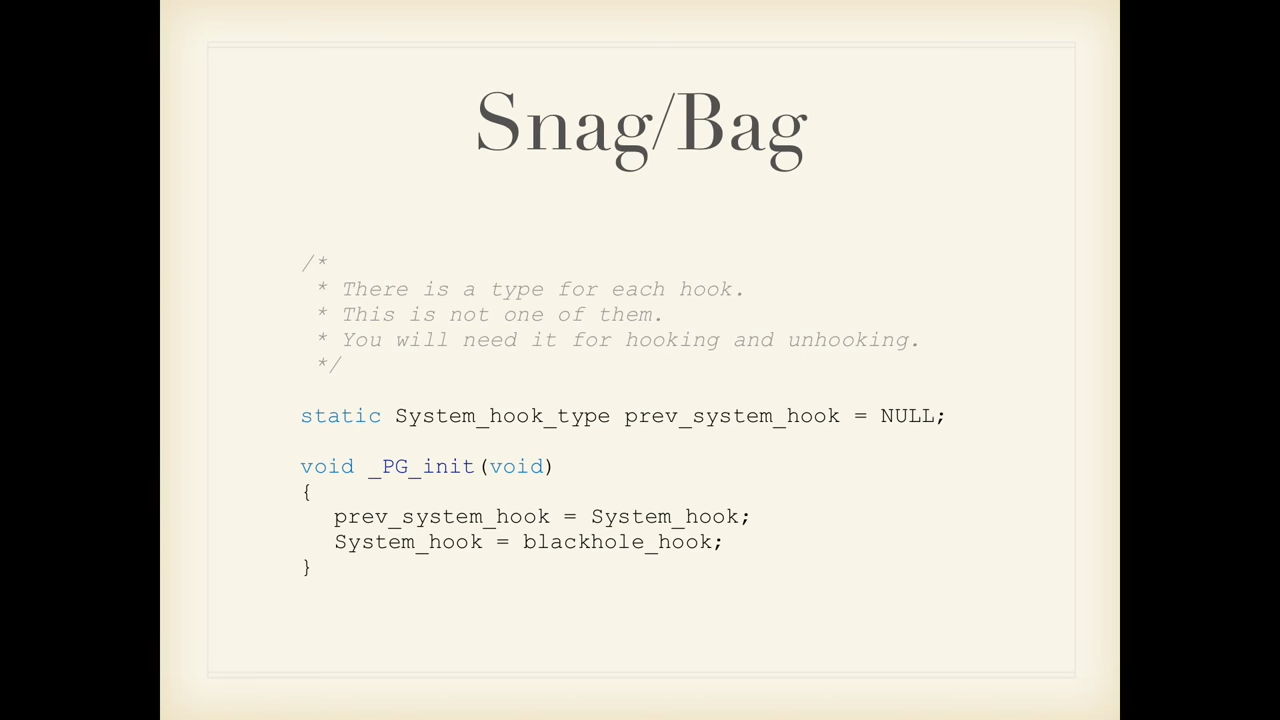 Snag/Bag
/*
 * There is a type for each hook.
 * This is not one of them.
 * You will need it for hooking and unhooking.
 */
static System_hook_type prev_system_hook = NULL;
void _PG_init(void)
{
prev_system_hook = System_hook;
System_hook = blackhole_hook;
}